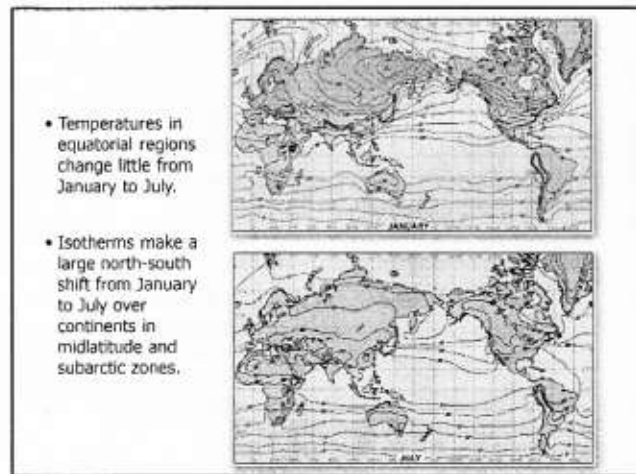 • Temperatures in
equatorial regions
change little from
January to July.
• Isotherms make a
large north-south
shift from January
to July over
continents in
midlatitude and
subarctic zones.
JANUARY
MAY